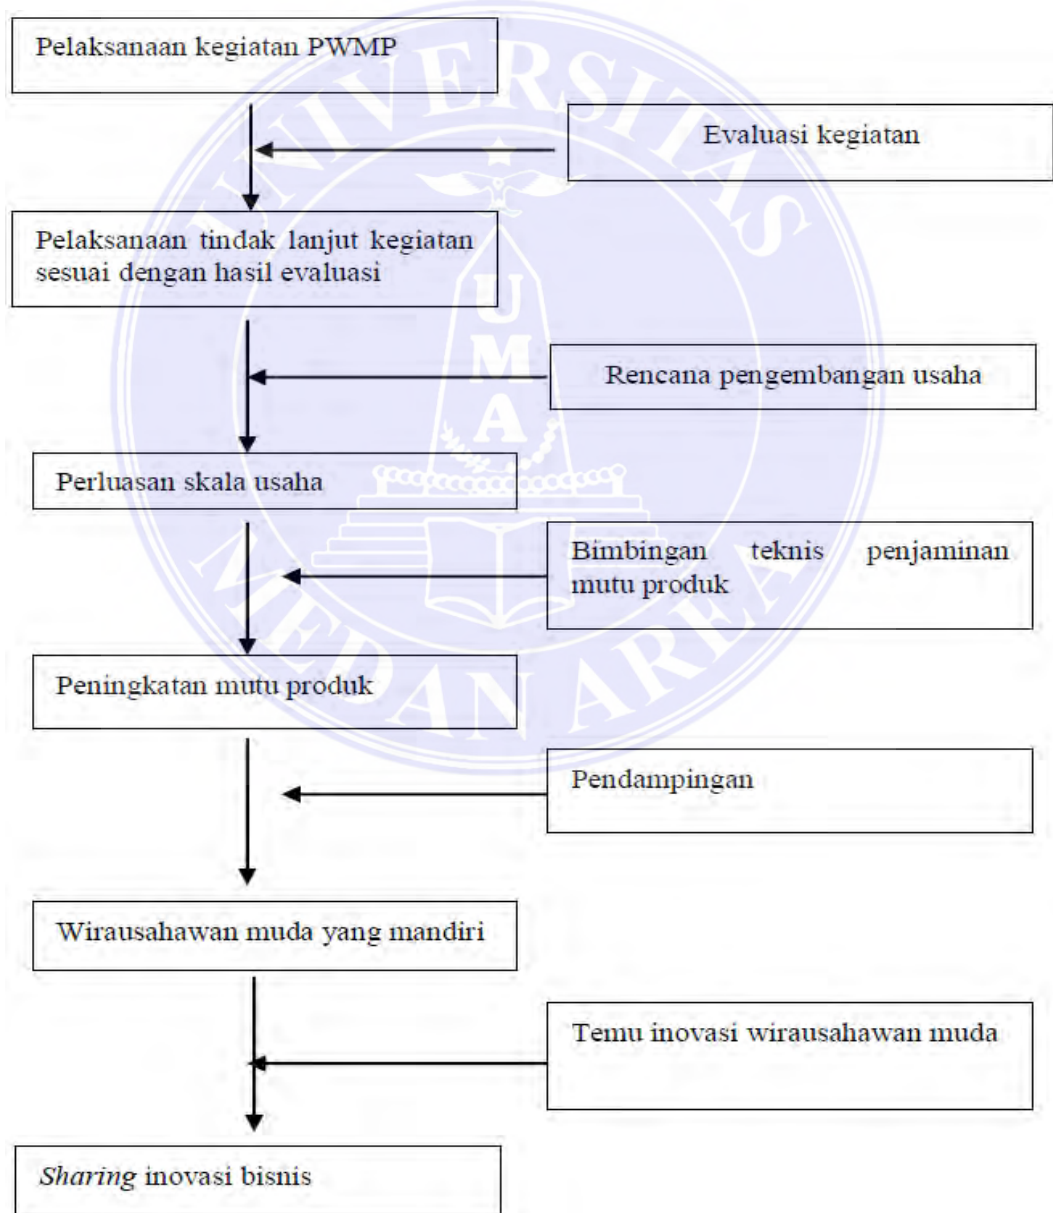 Pelaksanaan kegiatan PWMP
Evaluasi kegiatan
Pelaksanaan tindak lanjut kegiatan
sesuai dengan hasil evaluasi
Rencana pengembangan usaha
Perluasan skala usaha
Bimbingan teknis penjaminan
mutu produk
Peningkatan mutu produk
Pendampingan
Wirausahawan muda yang mandiri
Temu inovasi wirausahawan muda
Sharing inovasi bisnis
UNIVERSITAS
MEDAN AREA
UMA